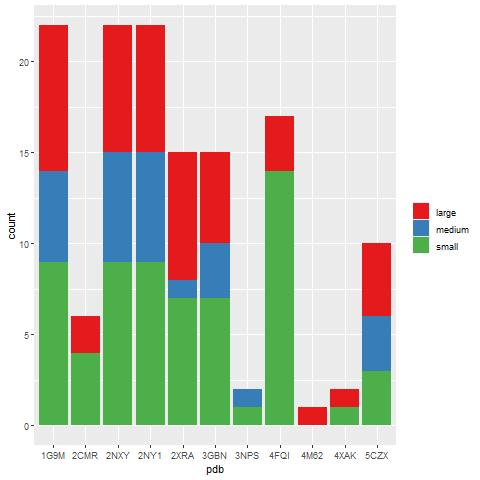 count
20
15
10
5
0
1G9M 2CMR 2NXY 2NY1 2XRA 3GBN 3NPS 4FQI 4M62 4XAK 5CZX
pdb
large
medium
small